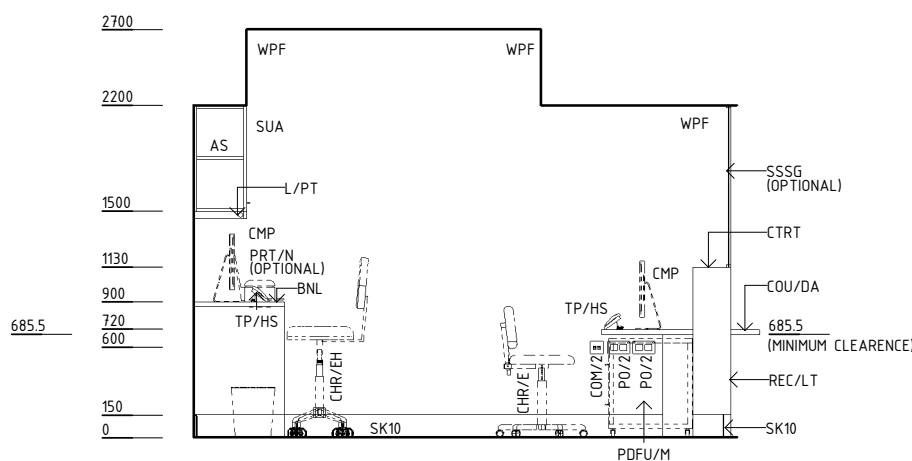 2700
WPF
WPF
2200
SUA
WPF
AS
SSSG
(OPTIONAL)
L/PT
1500
CMP
CTRT
PRT/N
(OPTIONAL)
1130
CMP
BNL
COU/DA
900
TP/HS
TP/HS
685.5
720
685.5
(MINIMUM CLEARENCE)
600
COM/2
PO/2
PO/2
CHR/EH
CHR/E
REC/LT
150
SK10
SK10
0
PDFU/M